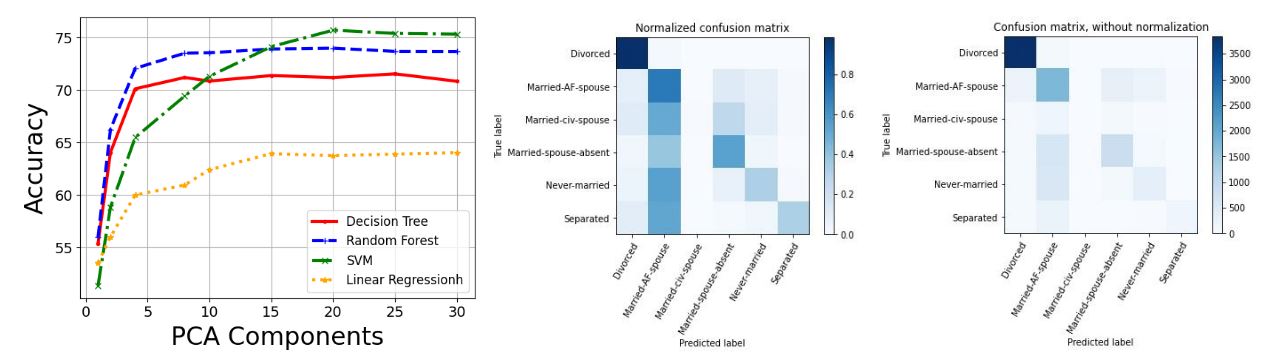 Accuracy
75
70
65
60
55
0 5 10 15 20 25 30
PCA Components
Decision Tree
Random Forest
SVM
Linear Regressionh
Normalized confusion matrix
True label
Divorced
Married-AF-spouse
Married-civ-spouse
Married-spouse-absent
Never-married
Separated
Divorced
Married-AF-spouse
Married-civ-spouse
Married-spouse-absent
Never-married
Separated
Predicted label
0.8
0.6
0.4
0.2
0.0
Confusion matrix, without normalization
True label
Divorced
Married-AF-spouse
Married-civ-spouse
Married-spouse-absent
Never-married
Separated
Divorced
Married-AF-spouse
Married-civ-spouse
Married-spouse-absent
Never-married
Separated
Predicted label
3500
3000
2500
2000
1500
1000
500
0